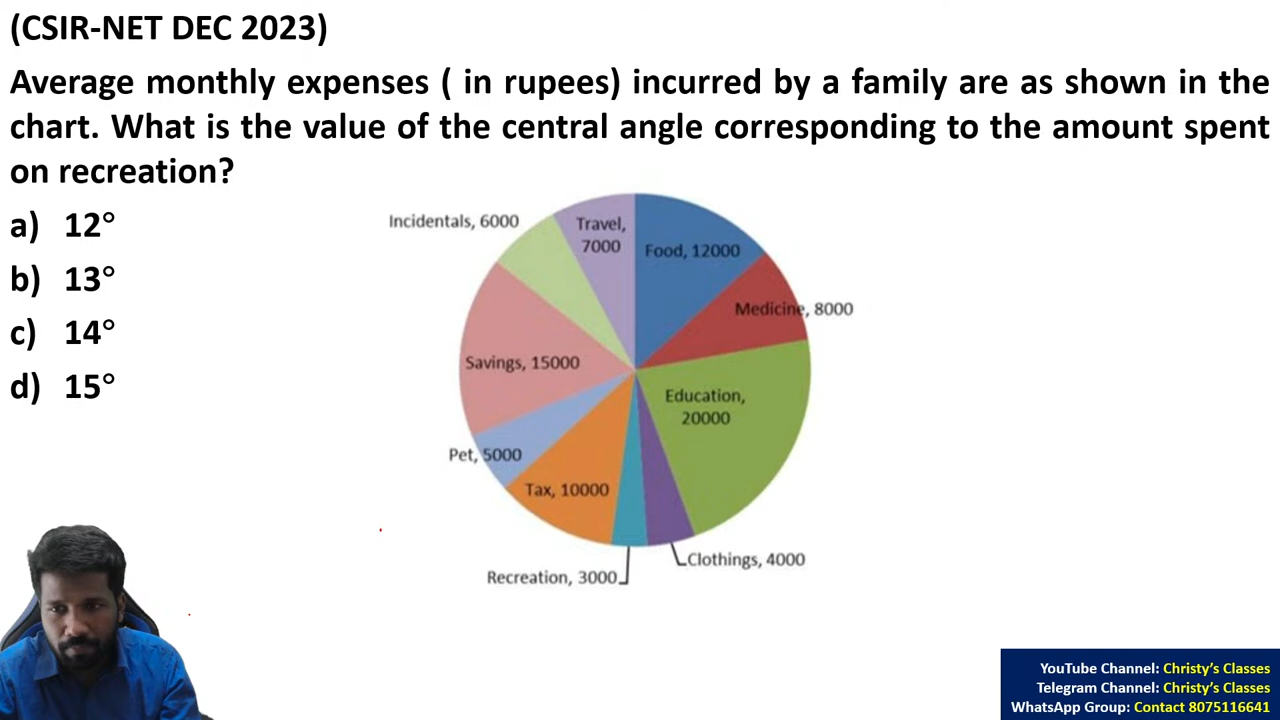 (CSIR-NET DEC 2023)
Average monthly expenses ( in rupees) incurred by a family are as shown in the
chart. What is the value of the central angle corresponding to the amount spent
on recreation?
a) 12°
b) 13°
c) 14°
d) 15°
Incidentals, 6000
Travel,
7000
Food, 12000
Medicine, 8000
Savings, 15000
Education,
20000
Pet, 5000
Tax, 10000
Clothings, 4000
Recreation, 3000
YouTube Channel: Christy's Classes
Telegram Channel: Christy's Classes
WhatsApp Group: Contact 8075116641